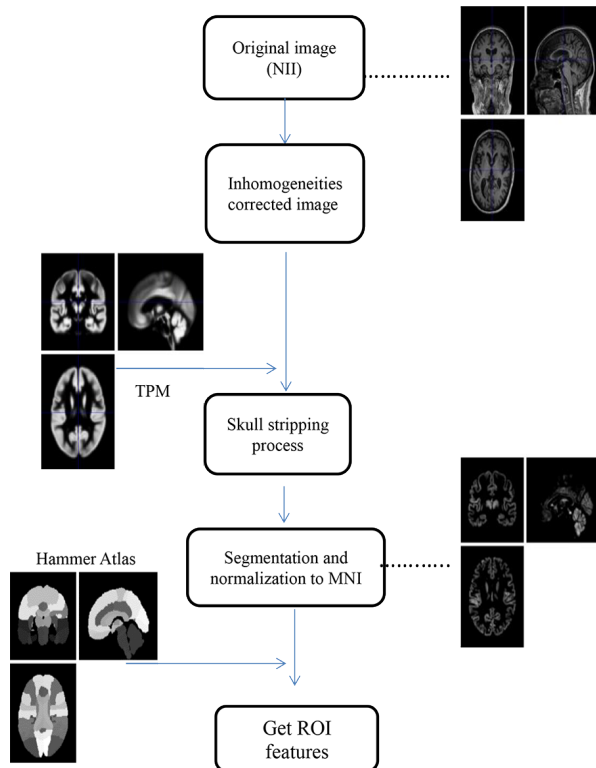 Original image
(NII)
Inhomogeneities
corrected image
TPM
Skull stripping
process
Hammer Atlas
Segmentation and
normalization to MNI
Get ROI
features